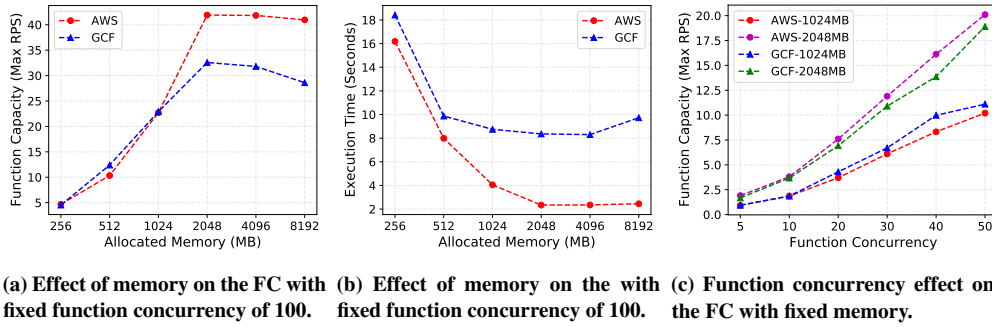 AWS
GCF
Function Capacity (Max RPS)
45
40
35
30
25
20
15
10
5
256 512 1024 2048 4096 8192
Allocated Memory (MB)
(a) Effect of memory on the FC with
fixed function concurrency of 100.
AWS
GCF
Execution Time (Seconds)
18
16
14
12
10
8
6
4
2
256 512 1024 2048 4096 8192
Allocated Memory (MB)
(b) Effect of memory on the with
fixed function concurrency of 100.
AWS-1024MB
AWS-2048MB
GCF-1024MB
GCF-2048MB
Function Capacity (Max RPS)
20.0
17.5
15.0
12.5
10.0
7.5
5.0
2.5
0.0
5 10 20 30 40 50
Function Concurrency
(c) Function concurrency effect on
the FC with fixed memory.